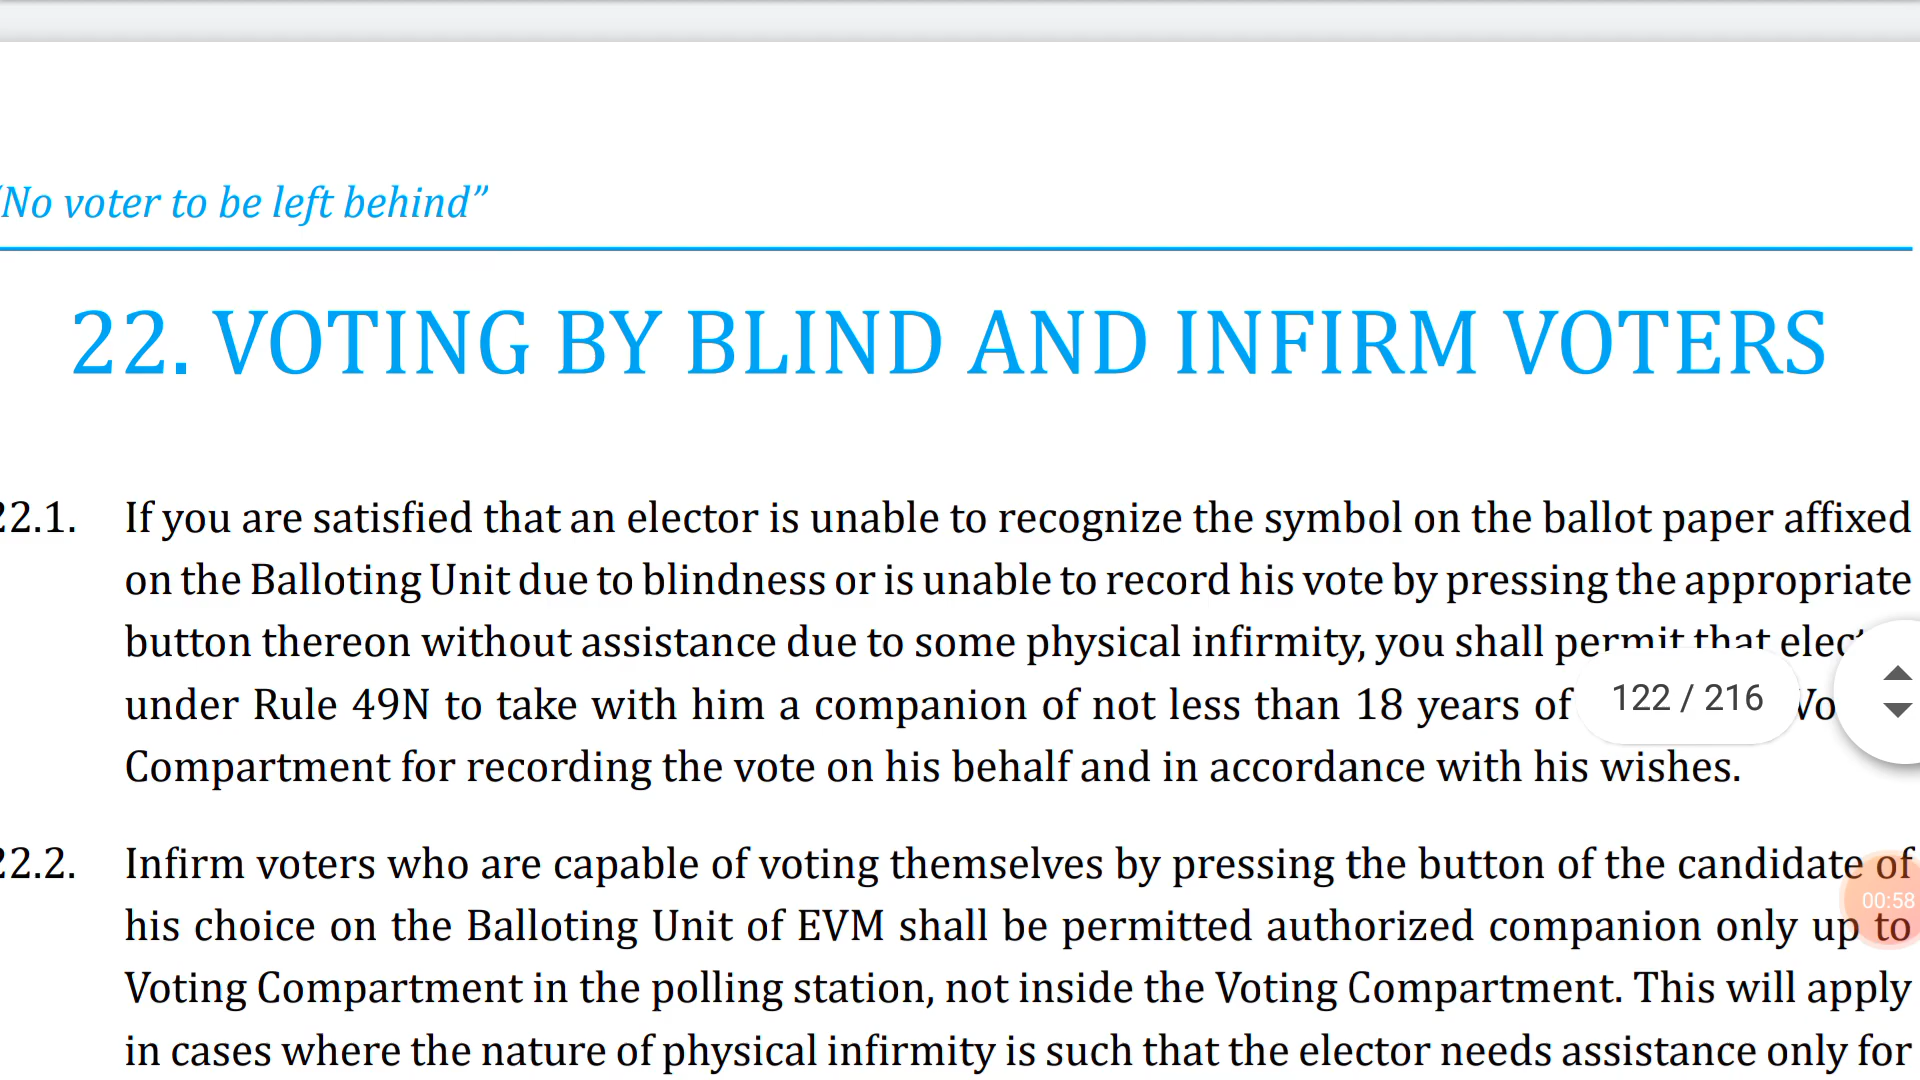 “No voter to be left behind”
22. VOTING BY BLIND AND INFIRM VOTERS
22.1. If you are satisfied that an elector is unable to recognize the symbol on the ballot paper affixed
on the Balloting Unit due to blindness or is unable to record his vote by pressing the appropriate
button thereon without assistance due to some physical infirmity, you shall permit that
under Rule 49N to take with him a companion of not less than 18 years of
122 / 216
Compartment for recording the vote on his behalf and in accordance with his wishes.
22.2. Infirm voters who are capable of voting themselves by pressing the button of the candidate of
00:58
his choice on the Balloting Unit of EVM shall be permitted authorized companion only up to
Voting Compartment in the polling station, not inside the Voting Compartment. This will apply
in cases where the nature of physical infirmity is such that the elector needs assistance only for